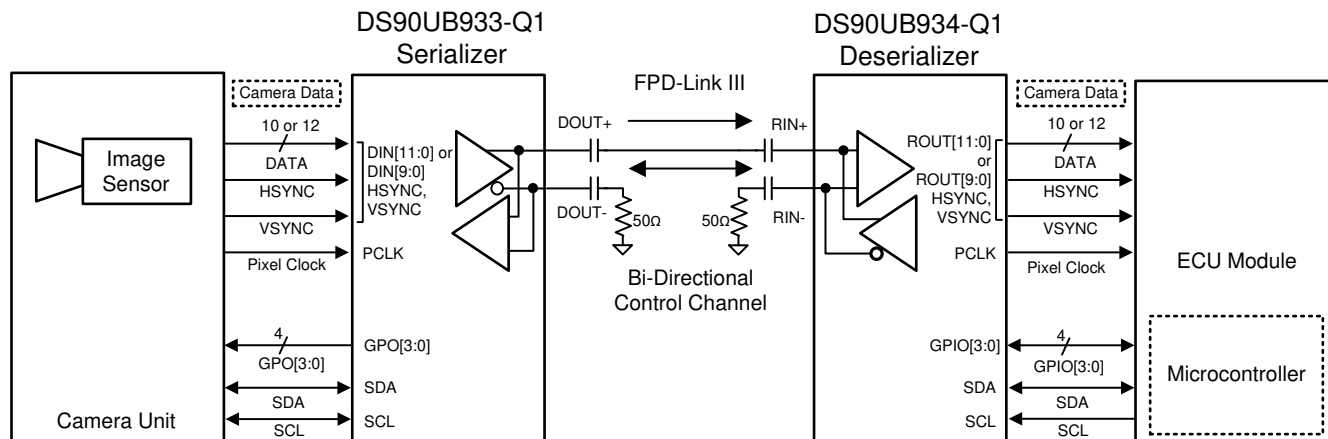 DS90UB933-Q1
Serializer
DS90UB934-Q1
Deserializer
Camera Data
FPD-Link III
Camera Data
Image
Sensor
10 or 12
DATA
HSYNC
VSYNC
Pixel Clock
4
GPO[3:0]
SDA
SCL
Camera Unit
DIN[11:0] or
DIN[9:0]
HSYNC,
VSYNC
PCLK
GPO[3:0]
SDA
SCL
DOUT+
DOUT-
50Ω
Bi-Directional
Control Channel
RIN+
RIN-
50Ω
ROUT[11:0]
or
ROUT[9:0]
HSYNC,
VSYNC
PCLK
GPIO[3:0]
SDA
SCL
10 or 12
DATA
HSYNC
VSYNC
Pixel Clock
4
GPIO[3:0]
SDA
SCL
ECU Module
Microcontroller